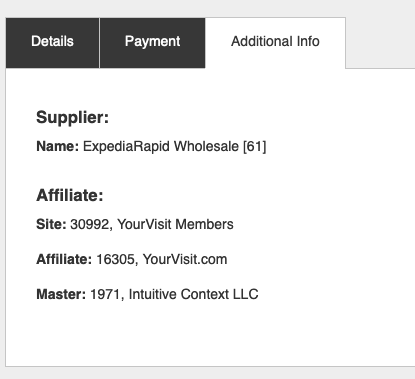 Details Payment Additional Info
Supplier:
Name: ExpediaRapid Wholesale [61]
Affiliate:
Site: 30992, YourVisit Members
Affiliate: 16305, YourVisit.com
Master: 1971, Intuitive Context LLC